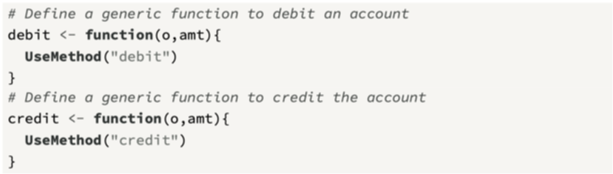 # Define a generic function to debit an account
debit <- function(o,amt){
  UseMethod("debit")
}
# Define a generic function to credit the account
credit <- function(o,amt){
  UseMethod("credit")
}